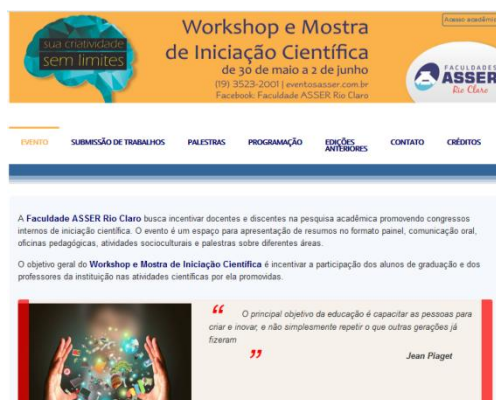 Acesso acadêmico
Workshop e Mostra
de Iniciação Científica
de 30 de maio a 2 de junho
(19) 3523-2001 | eventosasser.com.br
Facebook: Faculdade ASSER Rio Claro
sua criatividade
sem limites
FACULDADES
ASSER
Rio Claro
EVENTO
SUBMISSÃO DE TRABALHOS
PALESTRAS
PROGRAMAÇÃO
EDIÇÕES
ANTERIORES
CONTATO
CRÉDITOS
A Faculdade ASSER Rio Claro busca incentivar docentes e discentes na pesquisa acadêmica promovendo congressos
internos de iniciação científica. O evento é um espaço para apresentação de resumos no formato painel, comunicação oral,
oficinas pedagógicas, atividades socioculturais e palestras sobre diferentes áreas.
O objetivo geral do Workshop e Mostra de Iniciação Científica é incentivar a participação dos alunos de graduação e dos
professores da instituição nas atividades científicas por ela promovidas.
“ O principal objetivo da educação é capacitar as pessoas para
criar e inovar, e não simplesmente repetir o que outras gerações já
fizeram
”
Jean Piaget